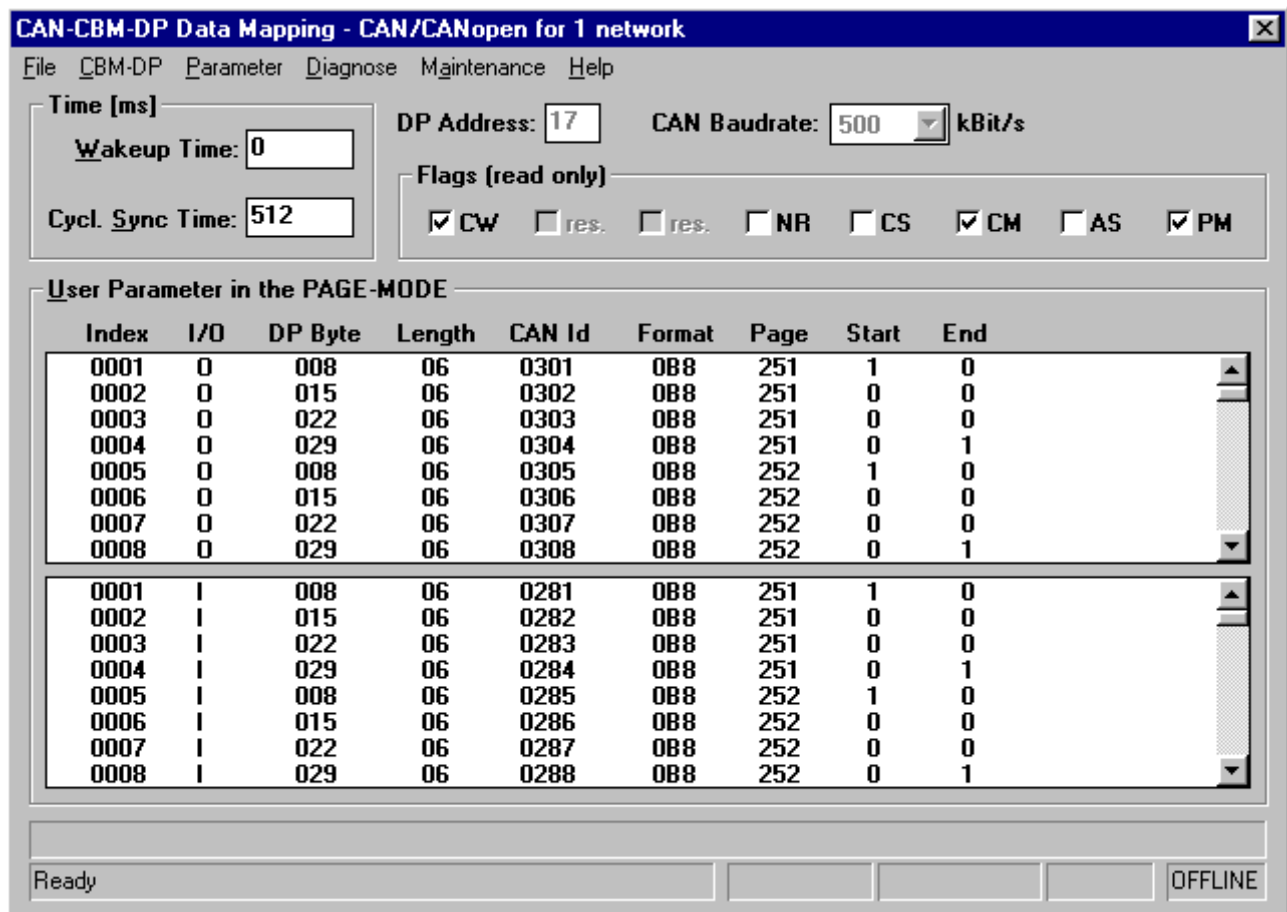 CAN-CBM-DP Data Mapping - CAN/CANopen for 1 network
File CBM-DP Parameter Diagnose Maintenance Help
Time [ms]
Wakeup Time: 0
Cycl. Sync Time: 512
DP Address: 17 CAN Baudrate: 500 kBit/s
Flags (read only)
CW res. res. NR CS CM AS PM
User Parameter in the PAGE-MODE
Index I/O DP Byte Length CAN Id Format Page Start End
0001 O 008 06 0301 0B8 251 1 0
0002 O 015 06 0302 0B8 251 0 0
0003 O 022 06 0303 0B8 251 0 0
0004 O 029 06 0304 0B8 251 0 1
0005 O 008 06 0305 0B8 252 1 0
0006 O 015 06 0306 0B8 252 0 0
0007 O 022 06 0307 0B8 252 0 0
0008 O 029 06 0308 0B8 252 0 1
0001 I 008 06 0281 0B8 251 1 0
0002 I 015 06 0282 0B8 251 0 0
0003 I 022 06 0283 0B8 251 0 0
0004 I 029 06 0284 0B8 251 0 1
0005 I 008 06 0285 0B8 252 1 0
0006 I 015 06 0286 0B8 252 0 0
0007 I 022 06 0287 0B8 252 0 0
0008 I 029 06 0288 0B8 252 0 1
Ready OFFLINE